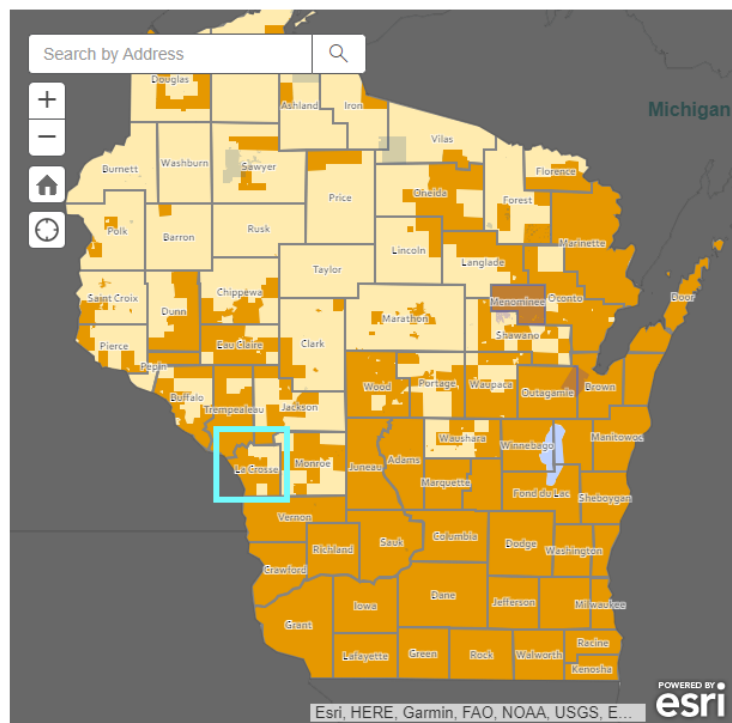 Search by Address
Douglas
Ashland
Iron
Michigan
+
−
Vilas
Burnett
Washburn
Sawyer
Florence
Oneida
Forest
Price
Polk
Barron
Rusk
Marinette
Lincoln
Langlade
Taylor
Saint Croix
Chippewa
Menominee
Oconto
Door
Dunn
Marathon
Pierce
Eau Claire
Clark
Shawano
Pepin
Buffalo
Wood
Portage
Waupaca
Outagamie
Brown
Trempealeau
Jackson
Waushara
Winnebago
Manitowoc
La Crosse
Monroe
Juneau
Adams
Marquette
Fond du Lac
Sheboygan
Vernon
Richland
Sauk
Columbia
Dodge
Washington
Crawford
Dane
Iowa
Jefferson
Milwaukee
Grant
Lafayette
Green
Rock
Walworth
Racine
Kenosha
POWERED BY
esri
Esri, HERE, Garmin, FAO, NOAA, USGS, E...